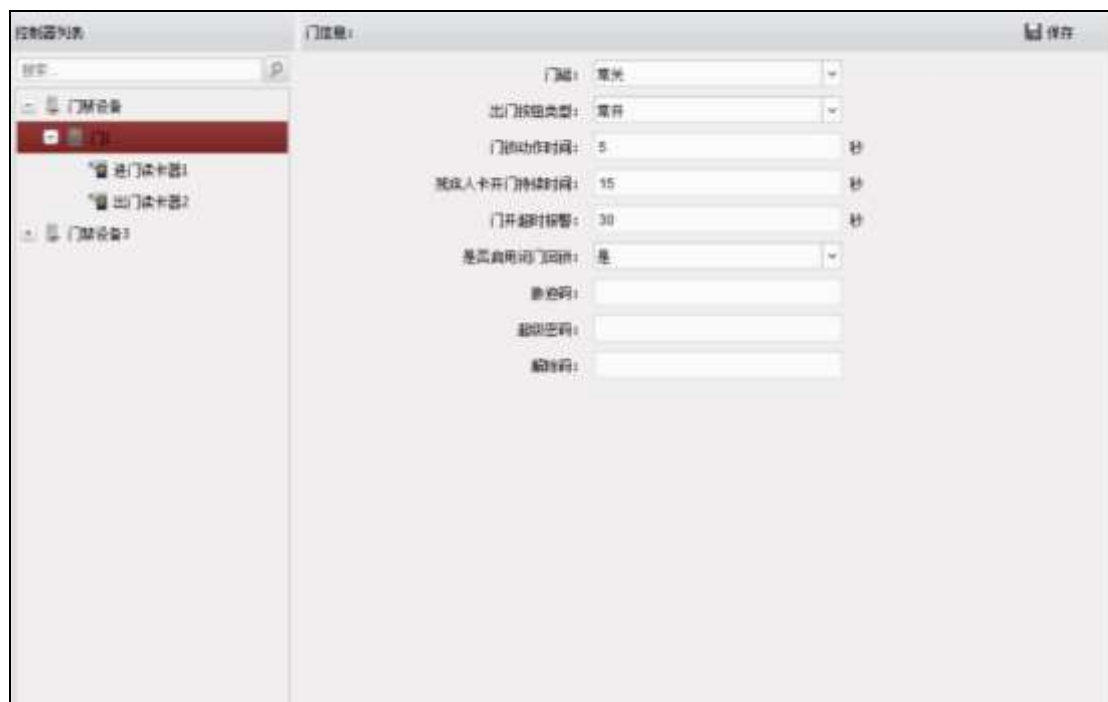 控制器列表
门信息:
保存
搜索...
门禁设备
门1
进门读卡器1
出门读卡器2
门禁设备3
门磁: 常关
出门按钮类型: 常开
门锁动作时间: 5 秒
残疾人卡开门持续时间: 15 秒
门开超时报警: 30 秒
是否启用闭门回锁: 是
胁迫码:
超级密码:
解除码: